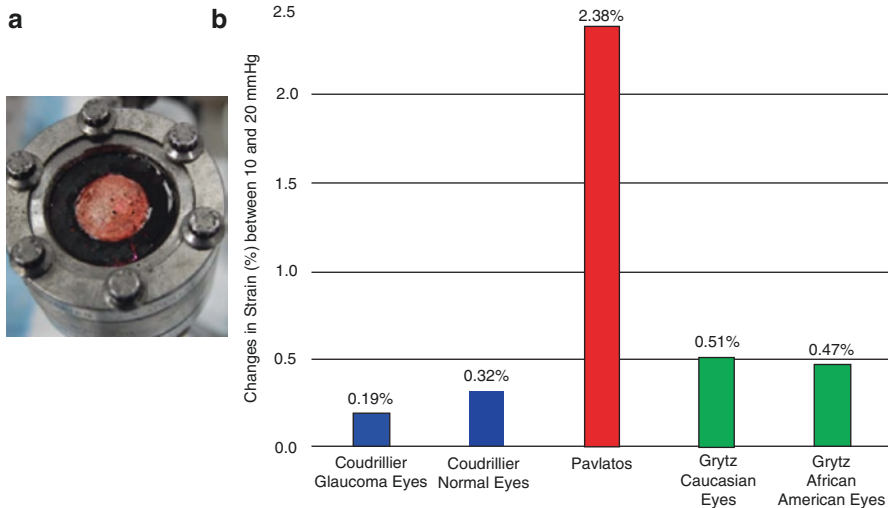 a
b
Changes in Strain (%) between 10 and 20 mmHg
2.5
2.0
1.5
1.0
0.5
0.0
0.19%
0.32%
2.38%
0.51%
0.47%
Coudrillier
Glaucoma Eyes
Coudrillier
Normal Eyes
Pavlatos
Grytz
Caucasian
Eyes
Grytz
African
American Eyes